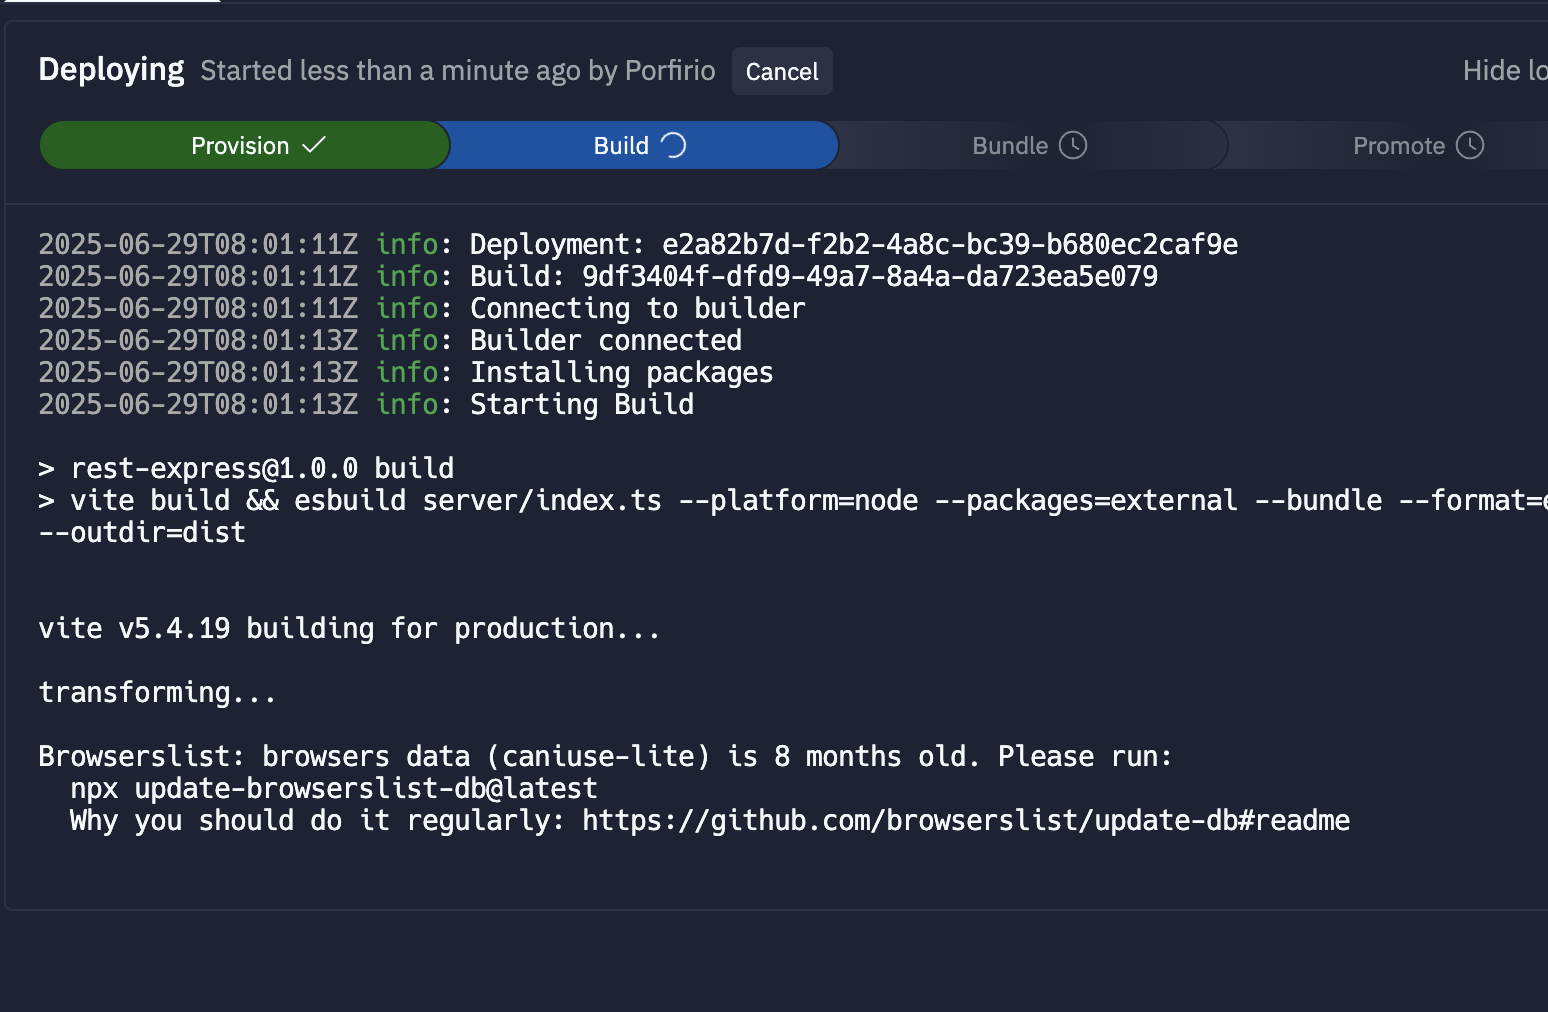 Deploying Started less than a minute ago by Porfirio Cancel Hide
Provision Build Bundle Promote
2025-06-29T08:01:11Z info: Deployment: e2a82b7d-f2b2-4a8c-bc39-b680ec2caf9e
2025-06-29T08:01:11Z info: Build: 9df3404f-dfd9-49a7-8a4a-da723ea5e079
2025-06-29T08:01:11Z info: Connecting to builder
2025-06-29T08:01:13Z info: Builder connected
2025-06-29T08:01:13Z info: Installing packages
2025-06-29T08:01:13Z info: Starting Build
> rest-express@1.0.0 build
> vite build && esbuild server/index.ts --platform=node --packages=external --bundle --format=
--outdir=dist
vite v5.4.19 building for production...
transforming...
Browserslist: browsers data (caniuse-lite) is 8 months old. Please run:
npx update-browserslist-db@latest
Why you should do it regularly: https://github.com/browserslist/update-db#readme